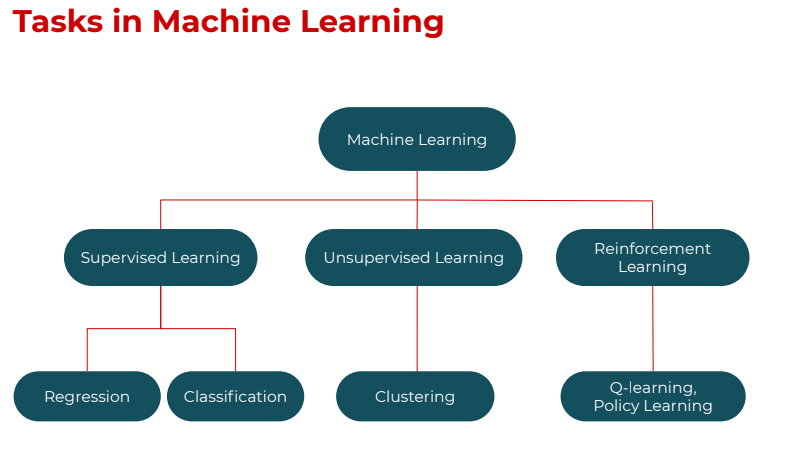 Tasks in Machine Learning
Machine Learning
Supervised Learning
Unsupervised Learning
Reinforcement
Learning
Regression
Classification
Clustering
Q-learning,
Policy Learning